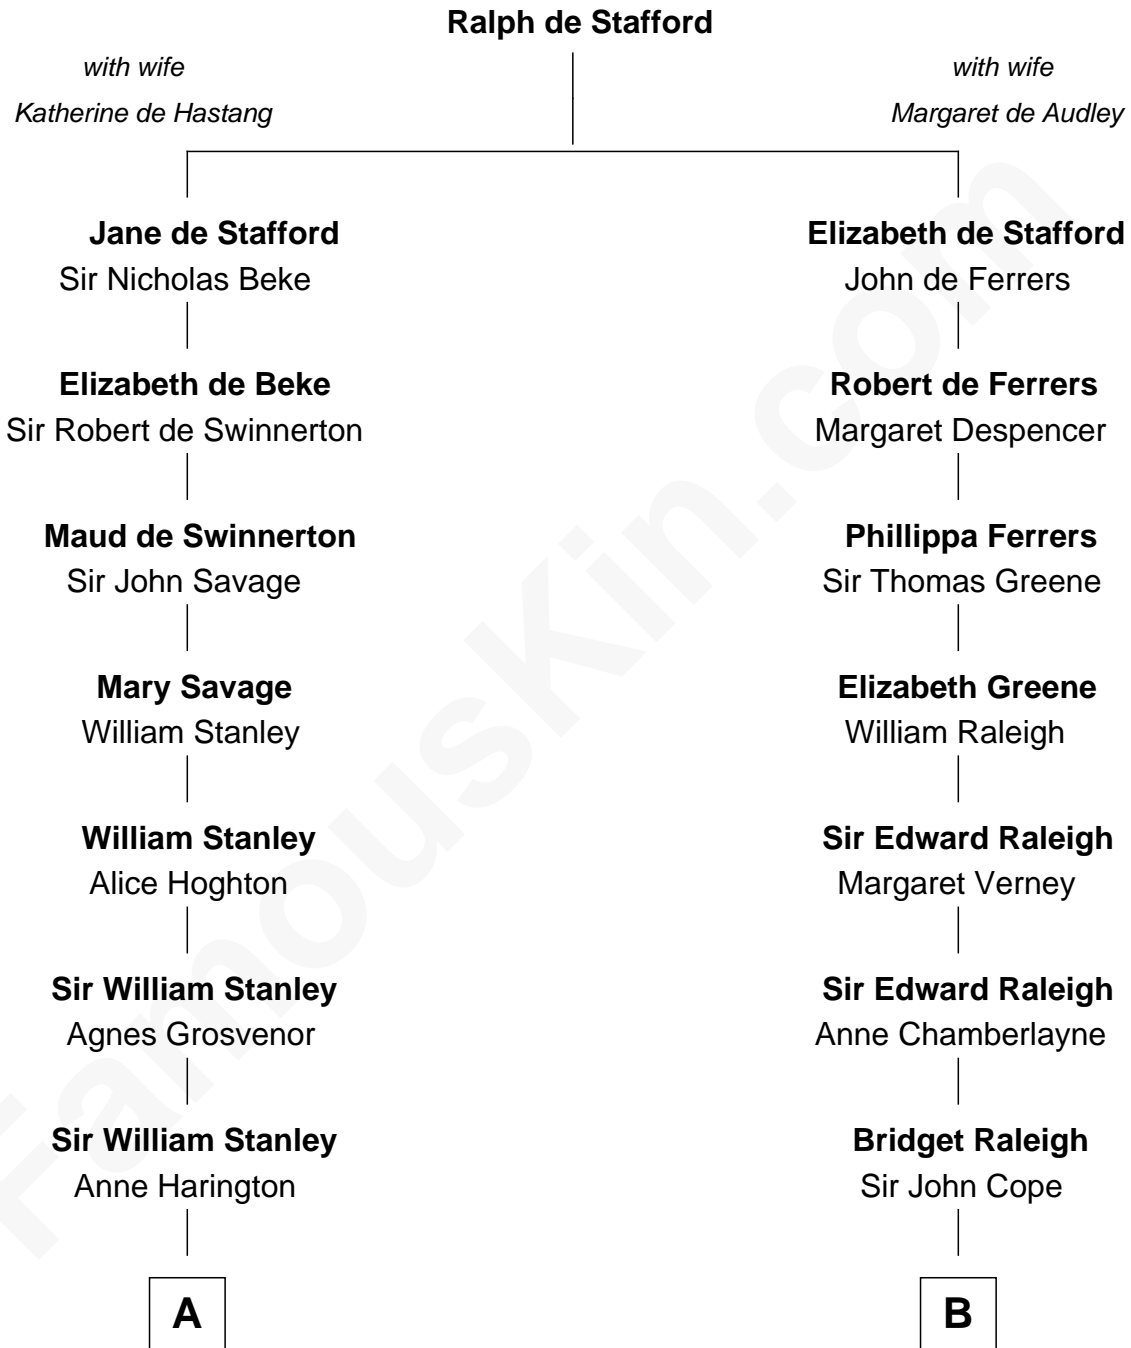 Ralph de Stafford
with wife
Katherine de Hastang
with wife
Margaret de Audley
Jane de Stafford
Sir Nicholas Beke
Elizabeth de Stafford
John de Ferrers
Elizabeth de Beke
Sir Robert de Swinnerton
Robert de Ferrers
Margaret Despencer
Maud de Swinnerton
Sir John Savage
Phillippa Ferrers
Sir Thomas Greene
Mary Savage
William Stanley
Elizabeth Greene
William Raleigh
William Stanley
Alice Hoghton
Sir Edward Raleigh
Margaret Verney
Sir William Stanley
Agnes Grosvenor
Sir Edward Raleigh
Anne Chamberlayne
Sir William Stanley
Anne Harington
Bridget Raleigh
Sir John Cope
A
B
FamousKin.com